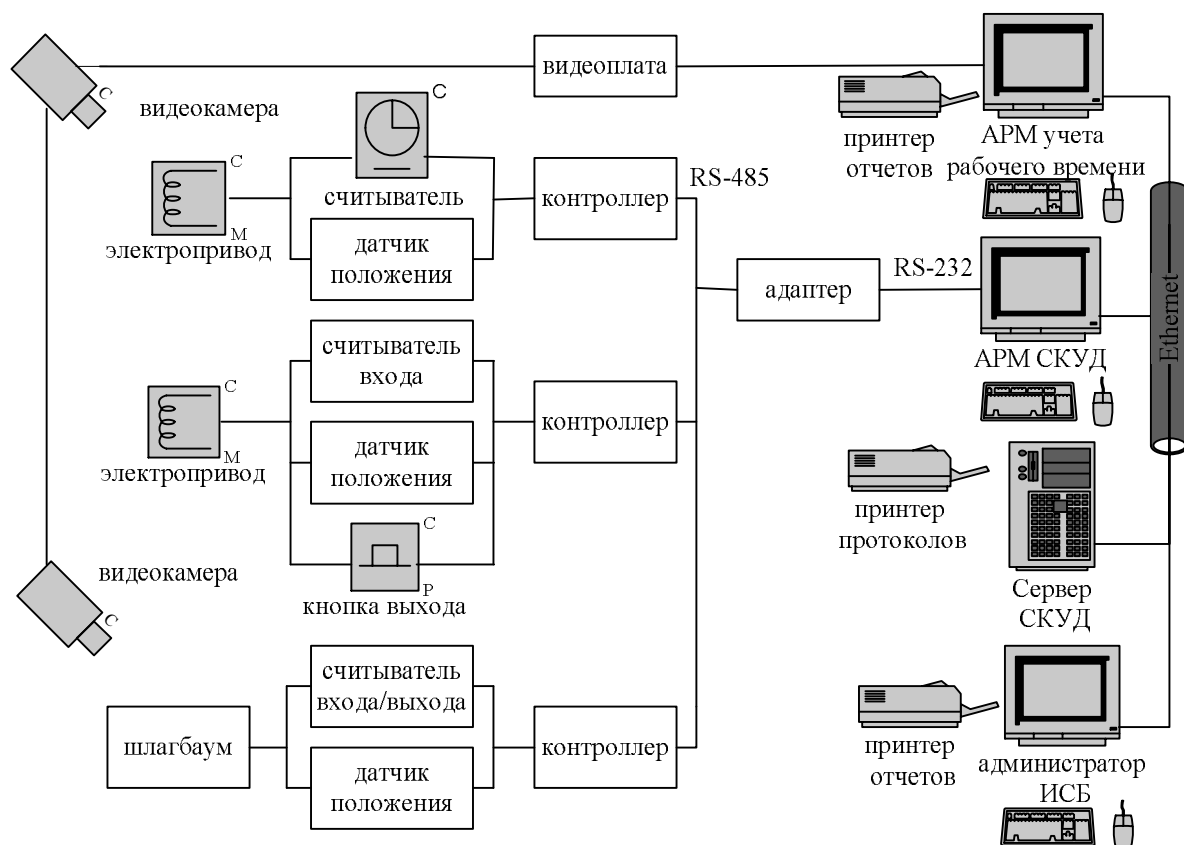 видеоплата
С
видеокамера
С
принтер
отчетов
АРМ учета
рабочего времени
С
М
электропривод
считыватель
датчик
положения
контроллер
RS-485
адаптер
RS-232
АРМ СКУД
Ethernet
С
М
электропривод
считыватель
входа
датчик
положения
контроллер
С
Р
кнопка выхода
принтер
протоколов
Сервер
СКУД
видеокамера
С
шлагбаум
считыватель
входа/выхода
датчик
положения
контроллер
принтер
отчетов
администратор
ИСБ